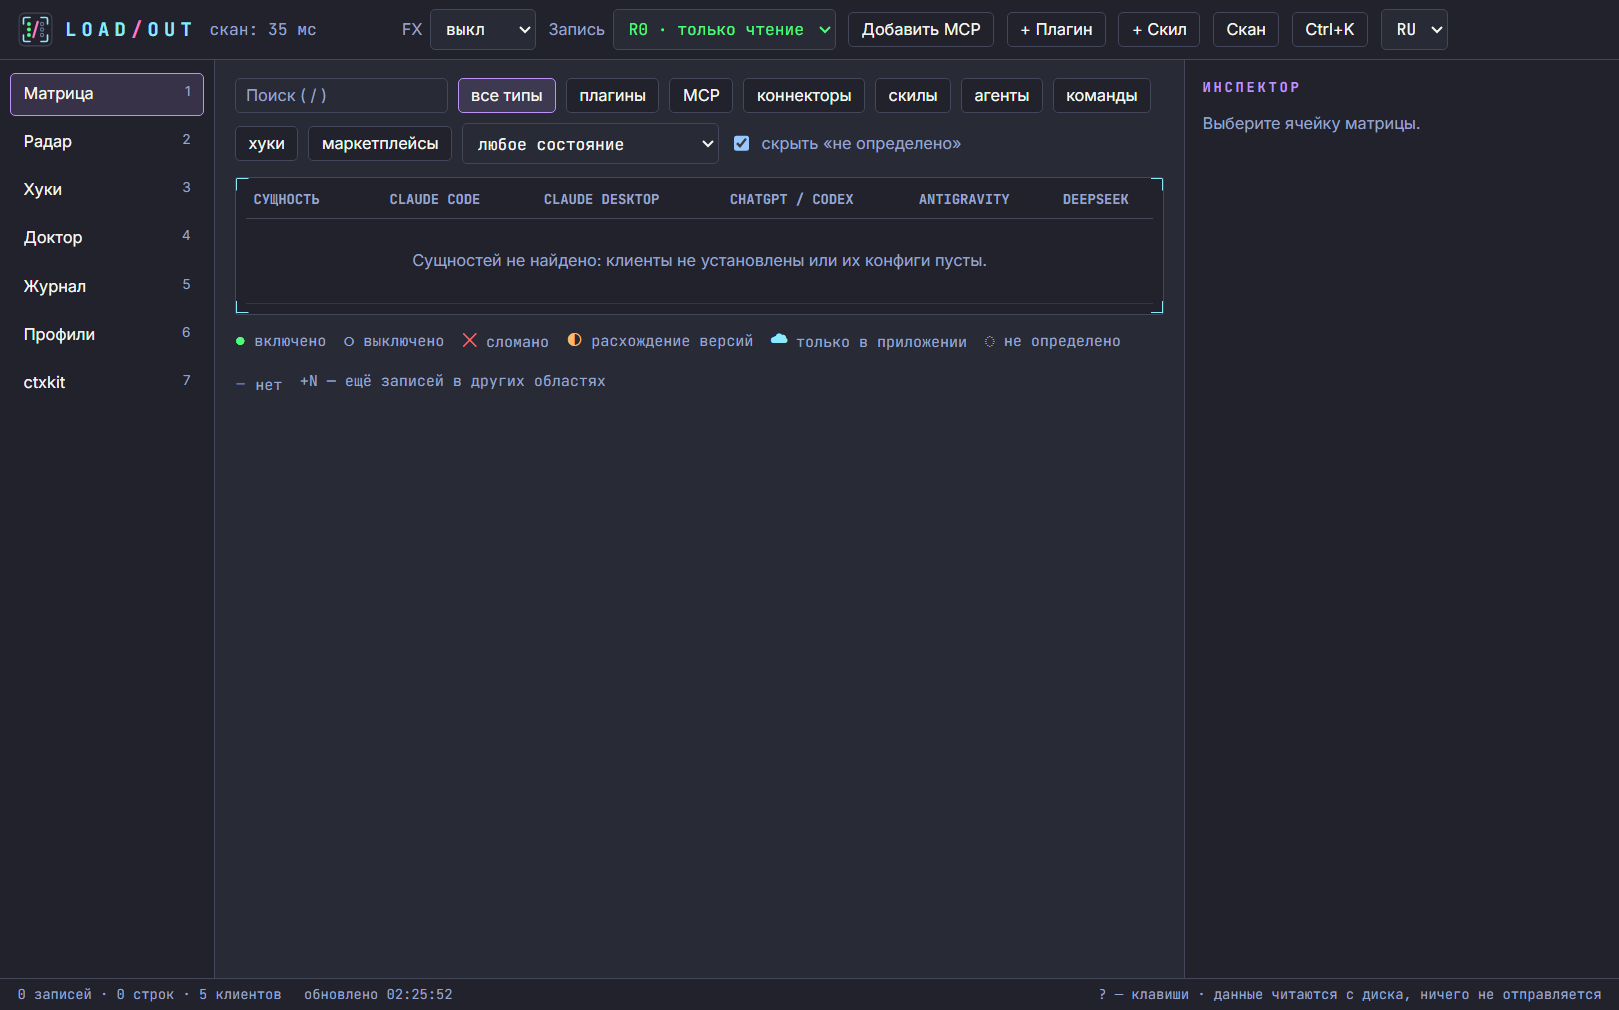 LOAD/OUT скан: 35 мс FX выкл Запись R0 · только чтение Добавить MCP + Плагин + Скил Скан Ctrl+K RU
Матрица 1
Радар 2
Хуки 3
Доктор 4
Журнал 5
Профили 6
ctxkit 7
Поиск ( / ) все типы плагины MCP коннекторы скилы агенты команды
хуки маркетплейсы любое состояние скрыть «не определено»
СУЩНОСТЬ CLAUDE CODE CLAUDE DESKTOP CHATGPT / CODEX ANTIGRAVITY DEEPSEEK
Сущностей не найдено: клиенты не установлены или их конфиги пусты.
включено выключено сломано расхождение версий только в приложении не определено
— нет +N — ещё записей в других областях
ИНСПЕКТОР
Выберите ячейку матрицы.
0 записей · 0 строк · 5 клиентов обновлено 02:25:52 ? — клавиши · данные читаются с диска, ничего не отправляется